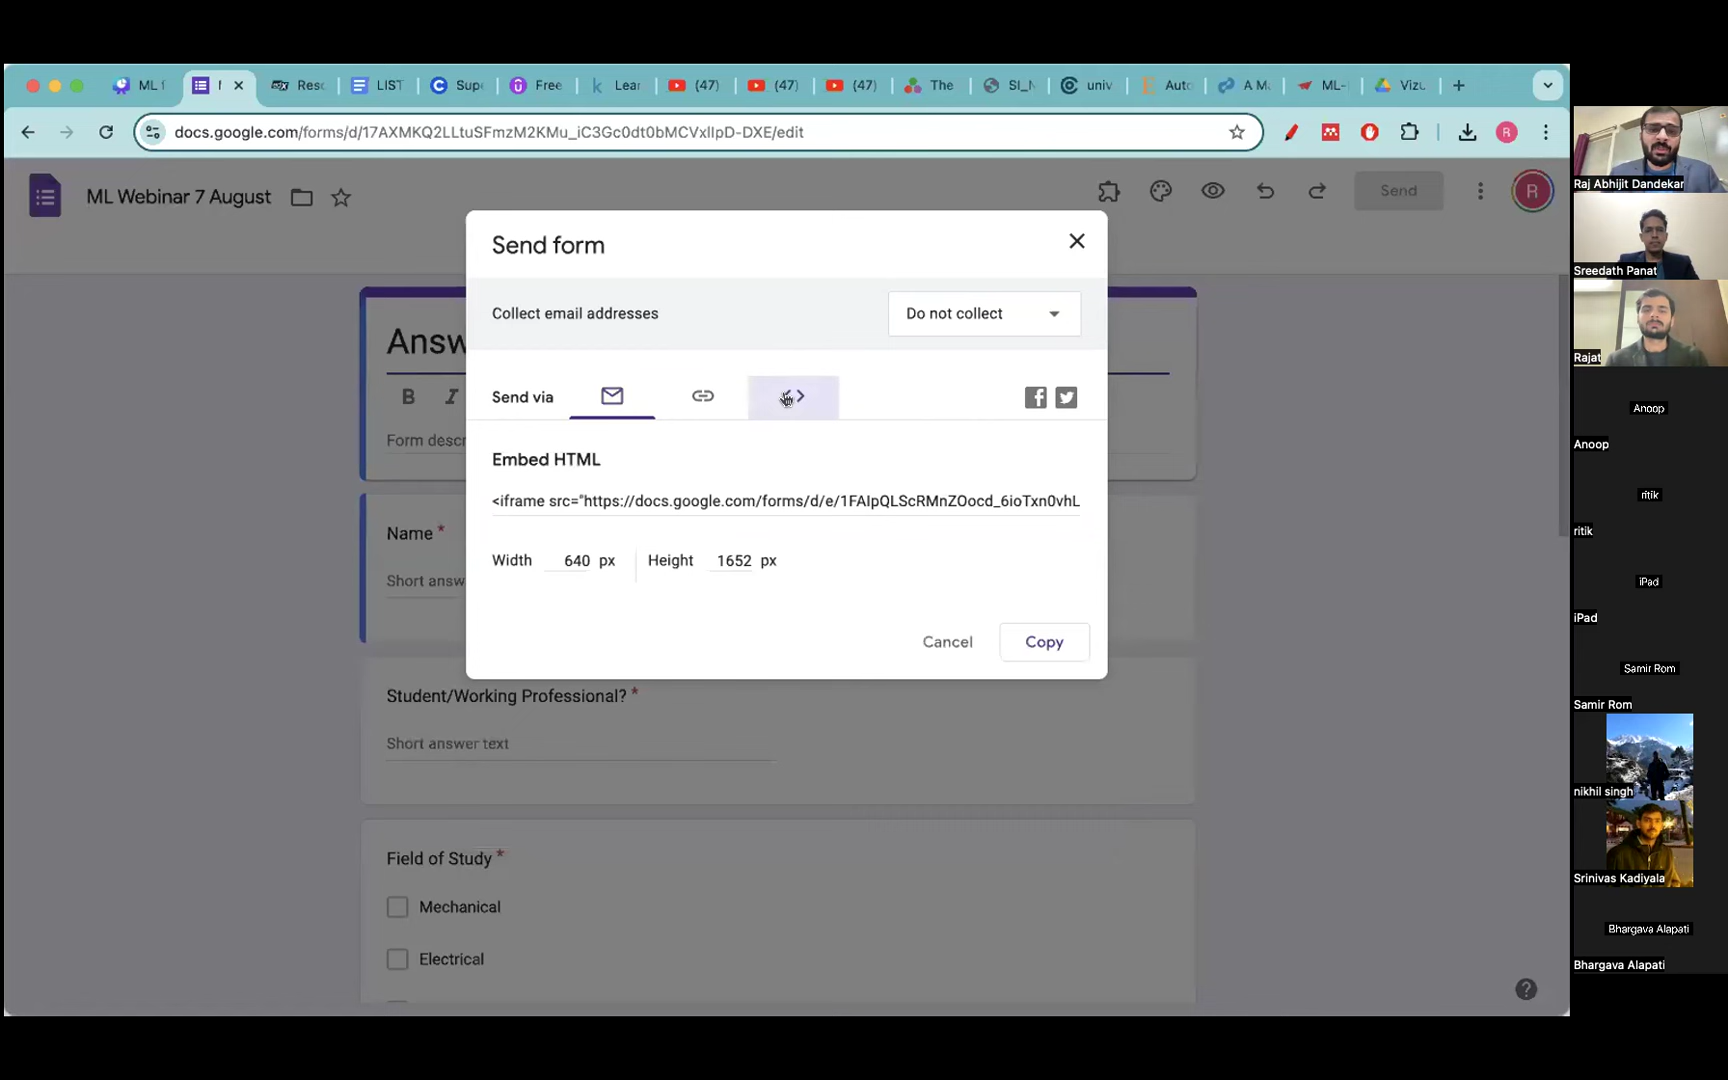 ML f
Reso
LIST
Supe
Free
Lear
(47)
(47)
(47)
The
SI_N
univ
Auto
A Ma
ML-
Vizu
docs.google.com/forms/d/17AXMKQ2LLtuSFmzM2KMu_iC3Gc0dt0bMCVxlIpD-DXE/edit
R
ML Webinar 7 August
Send
R
Send form
Collect email addresses
Do not collect
Send via
Embed HTML
<iframe src="https://docs.google.com/forms/d/e/1FAIpQLScRMnZOocd_6ioTxn0vhL
Width 640 px
Height 1652 px
Cancel
Copy
Answ
B I
Form descr
Name *
Short answ
Student/Working Professional? *
Short answer text
Field of Study *
Mechanical
Electrical
Raj Abhijit Dandekar
Sreedath Panat
Rajat
Anoop
Anoop
ritik
ritik
iPad
iPad
Samir Rom
Samir Rom
nikhil singh
Srinivas Kadiyala
Bhargava Alapati
Bhargava Alapati